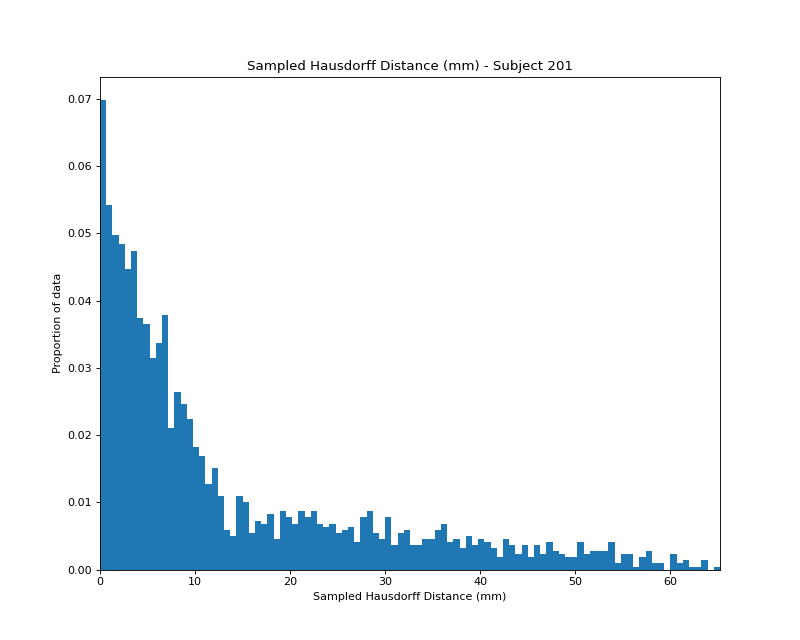 Sampled Hausdorff Distance (mm) - Subject 201
0.07
0.06
0.05
0.04
0.03
0.02
0.01
0.00
Proportion of data
0 10 20 30 40 50 60
Sampled Hausdorff Distance (mm)